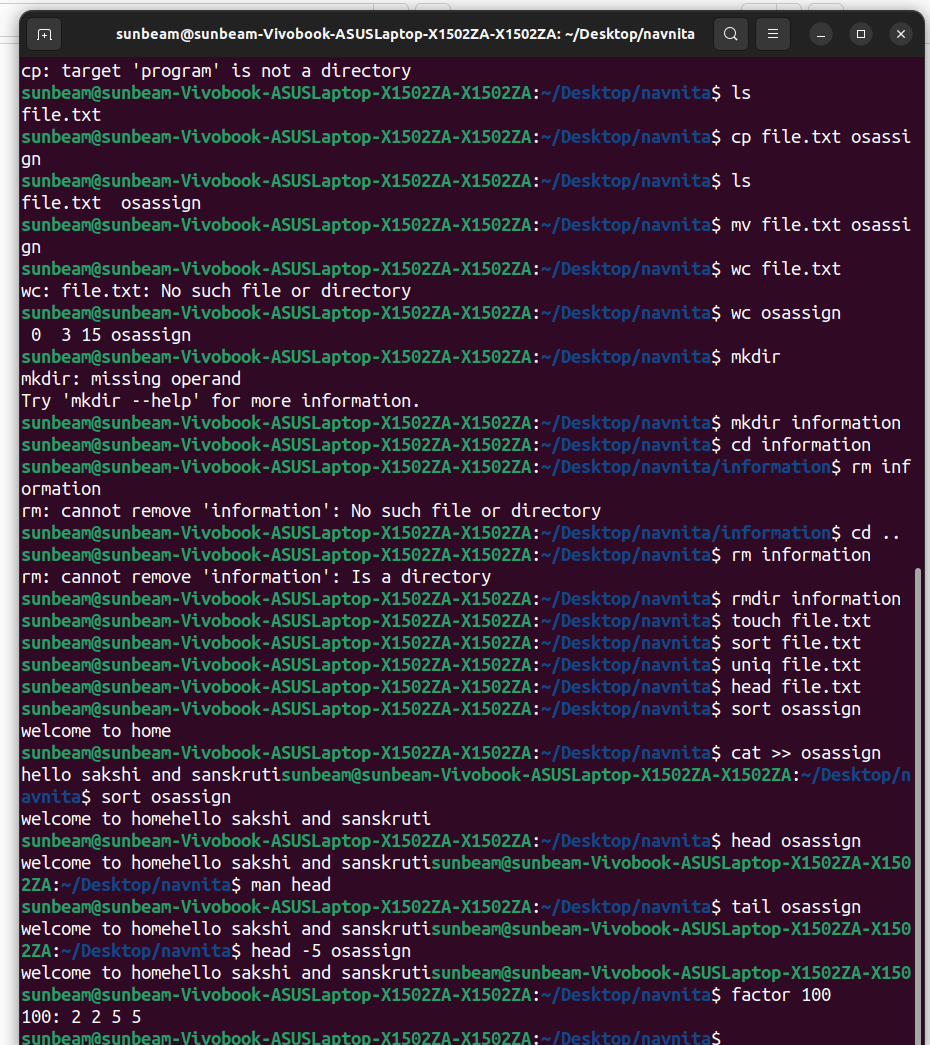 sunbeam@sunbeam-Vivobook-ASUSLaptop-X1502ZA-X1502ZA: ~/Desktop/navnita
cp: target 'program' is not a directory
sunbeam@sunbeam-Vivobook-ASUSLaptop-X1502ZA-X1502ZA:~/Desktop/navnita$ ls
file.txt
sunbeam@sunbeam-Vivobook-ASUSLaptop-X1502ZA-X1502ZA:~/Desktop/navnita$ cp file.txt osassi
gn
sunbeam@sunbeam-Vivobook-ASUSLaptop-X1502ZA-X1502ZA:~/Desktop/navnita$ ls
file.txt  osassign
sunbeam@sunbeam-Vivobook-ASUSLaptop-X1502ZA-X1502ZA:~/Desktop/navnita$ mv file.txt osassi
gn
sunbeam@sunbeam-Vivobook-ASUSLaptop-X1502ZA-X1502ZA:~/Desktop/navnita$ wc file.txt
wc: file.txt: No such file or directory
sunbeam@sunbeam-Vivobook-ASUSLaptop-X1502ZA-X1502ZA:~/Desktop/navnita$ wc osassign
 0  3 15 osassign
sunbeam@sunbeam-Vivobook-ASUSLaptop-X1502ZA-X1502ZA:~/Desktop/navnita$ mkdir
mkdir: missing operand
Try 'mkdir --help' for more information.
sunbeam@sunbeam-Vivobook-ASUSLaptop-X1502ZA-X1502ZA:~/Desktop/navnita$ mkdir information
sunbeam@sunbeam-Vivobook-ASUSLaptop-X1502ZA-X1502ZA:~/Desktop/navnita$ cd information
sunbeam@sunbeam-Vivobook-ASUSLaptop-X1502ZA-X1502ZA:~/Desktop/navnita/information$ rm inf
ormation
rm: cannot remove 'information': No such file or directory
sunbeam@sunbeam-Vivobook-ASUSLaptop-X1502ZA-X1502ZA:~/Desktop/navnita/information$ cd ..
sunbeam@sunbeam-Vivobook-ASUSLaptop-X1502ZA-X1502ZA:~/Desktop/navnita$ rm information
rm: cannot remove 'information': Is a directory
sunbeam@sunbeam-Vivobook-ASUSLaptop-X1502ZA-X1502ZA:~/Desktop/navnita$ rmdir information
sunbeam@sunbeam-Vivobook-ASUSLaptop-X1502ZA-X1502ZA:~/Desktop/navnita$ touch file.txt
sunbeam@sunbeam-Vivobook-ASUSLaptop-X1502ZA-X1502ZA:~/Desktop/navnita$ sort file.txt
sunbeam@sunbeam-Vivobook-ASUSLaptop-X1502ZA-X1502ZA:~/Desktop/navnita$ uniq file.txt
sunbeam@sunbeam-Vivobook-ASUSLaptop-X1502ZA-X1502ZA:~/Desktop/navnita$ head file.txt
sunbeam@sunbeam-Vivobook-ASUSLaptop-X1502ZA-X1502ZA:~/Desktop/navnita$ sort osassign
welcome to home
sunbeam@sunbeam-Vivobook-ASUSLaptop-X1502ZA-X1502ZA:~/Desktop/navnita$ cat >> osassign
hello sakshi and sanskrutisunbeam@sunbeam-Vivobook-ASUSLaptop-X1502ZA-X1502ZA:~/Desktop/n
avnita$ sort osassign
welcome to homehello sakshi and sanskruti
sunbeam@sunbeam-Vivobook-ASUSLaptop-X1502ZA-X1502ZA:~/Desktop/navnita$ head osassign
welcome to homehello sakshi and sanskrutisunbeam@sunbeam-Vivobook-ASUSLaptop-X1502ZA-X150
2ZA:~/Desktop/navnita$ man head
sunbeam@sunbeam-Vivobook-ASUSLaptop-X1502ZA-X1502ZA:~/Desktop/navnita$ tail osassign
welcome to homehello sakshi and sanskrutisunbeam@sunbeam-Vivobook-ASUSLaptop-X1502ZA-X150
2ZA:~/Desktop/navnita$ head -5 osassign
welcome to homehello sakshi and sanskrutisunbeam@sunbeam-Vivobook-ASUSLaptop-X1502ZA-X150
sunbeam@sunbeam-Vivobook-ASUSLaptop-X1502ZA-X1502ZA:~/Desktop/navnita$ factor 100
100: 2 2 5 5
sunbeam@sunbeam-Vivobook-ASUSLaptop-X1502ZA-X1502ZA:~/Desktop/navnita$